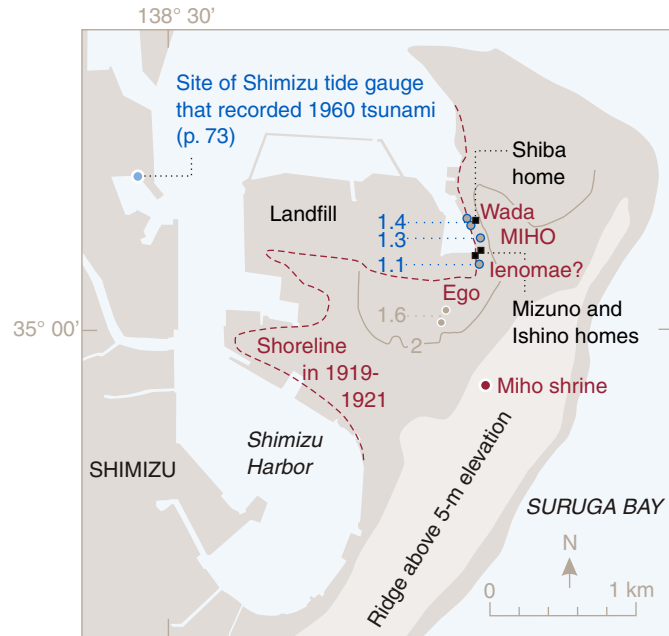 138° 30'
Site of Shimizu tide gauge
that recorded 1960 tsunami
(p. 73)
Shiba
home
Landfill
1.4
Wada
1.3
MIHO
1.1
Ienomae?
Ego
Mizuno and
Ishino homes
1.6
35° 00'
2
Shoreline
in 1919-
1921
Miho shrine
Shimizu
Harbor
SHIMIZU
Ridge above 5-m elevation
SURUGA BAY
N
0
1 km